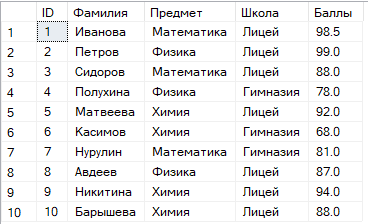 ID Фамилия Предмет Школа Баллы
1 1 Иванова Математика Лицей 98.5
2 2 Петров Физика Лицей 99.0
3 3 Сидоров Математика Лицей 88.0
4 4 Полухина Физика Гимназия 78.0
5 5 Матвеева Химия Лицей 92.0
6 6 Касимов Химия Гимназия 68.0
7 7 Нурулин Математика Гимназия 81.0
8 8 Авдеев Физика Лицей 87.0
9 9 Никитина Химия Лицей 94.0
10 10 Барышева Химия Лицей 88.0